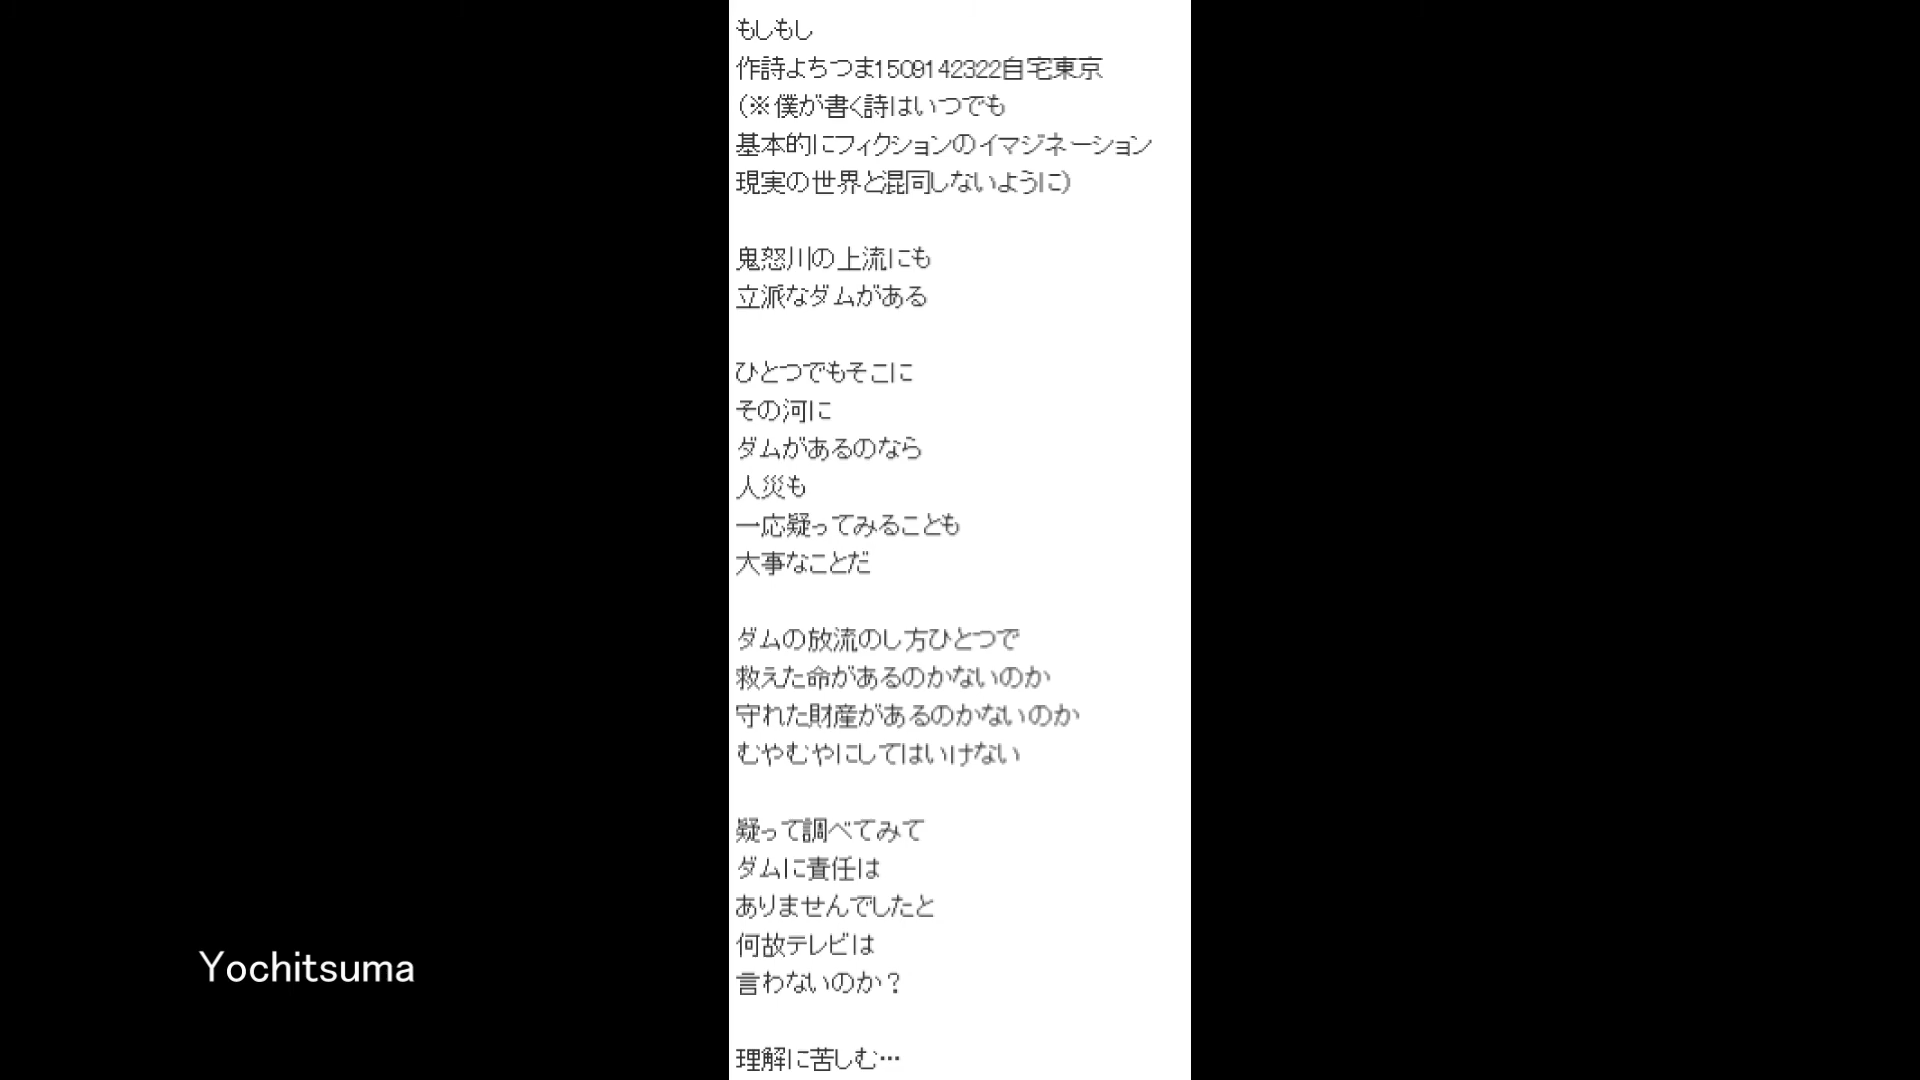 もしもし
作詩よちつま1509142322自宅東京
(※僕が書く詩はいつでも
基本的にフィクションのイマジネーション
現実の世界と混同しないように)
鬼怒川の上流にも
立派なダムがある
ひとつでもそこに
その河に
ダムがあるのなら
人災も
一応疑ってみることも
大事なことだ
ダムの放流のし方ひとつで
救えた命があるのかないのか
守れた財産があるのかないのか
むやむやにしてはいけない
疑って調べてみて
ダムに責任は
ありませんでしたと
何故テレビは
言わないのか？
理解に苦しむ…
Yochitsuma